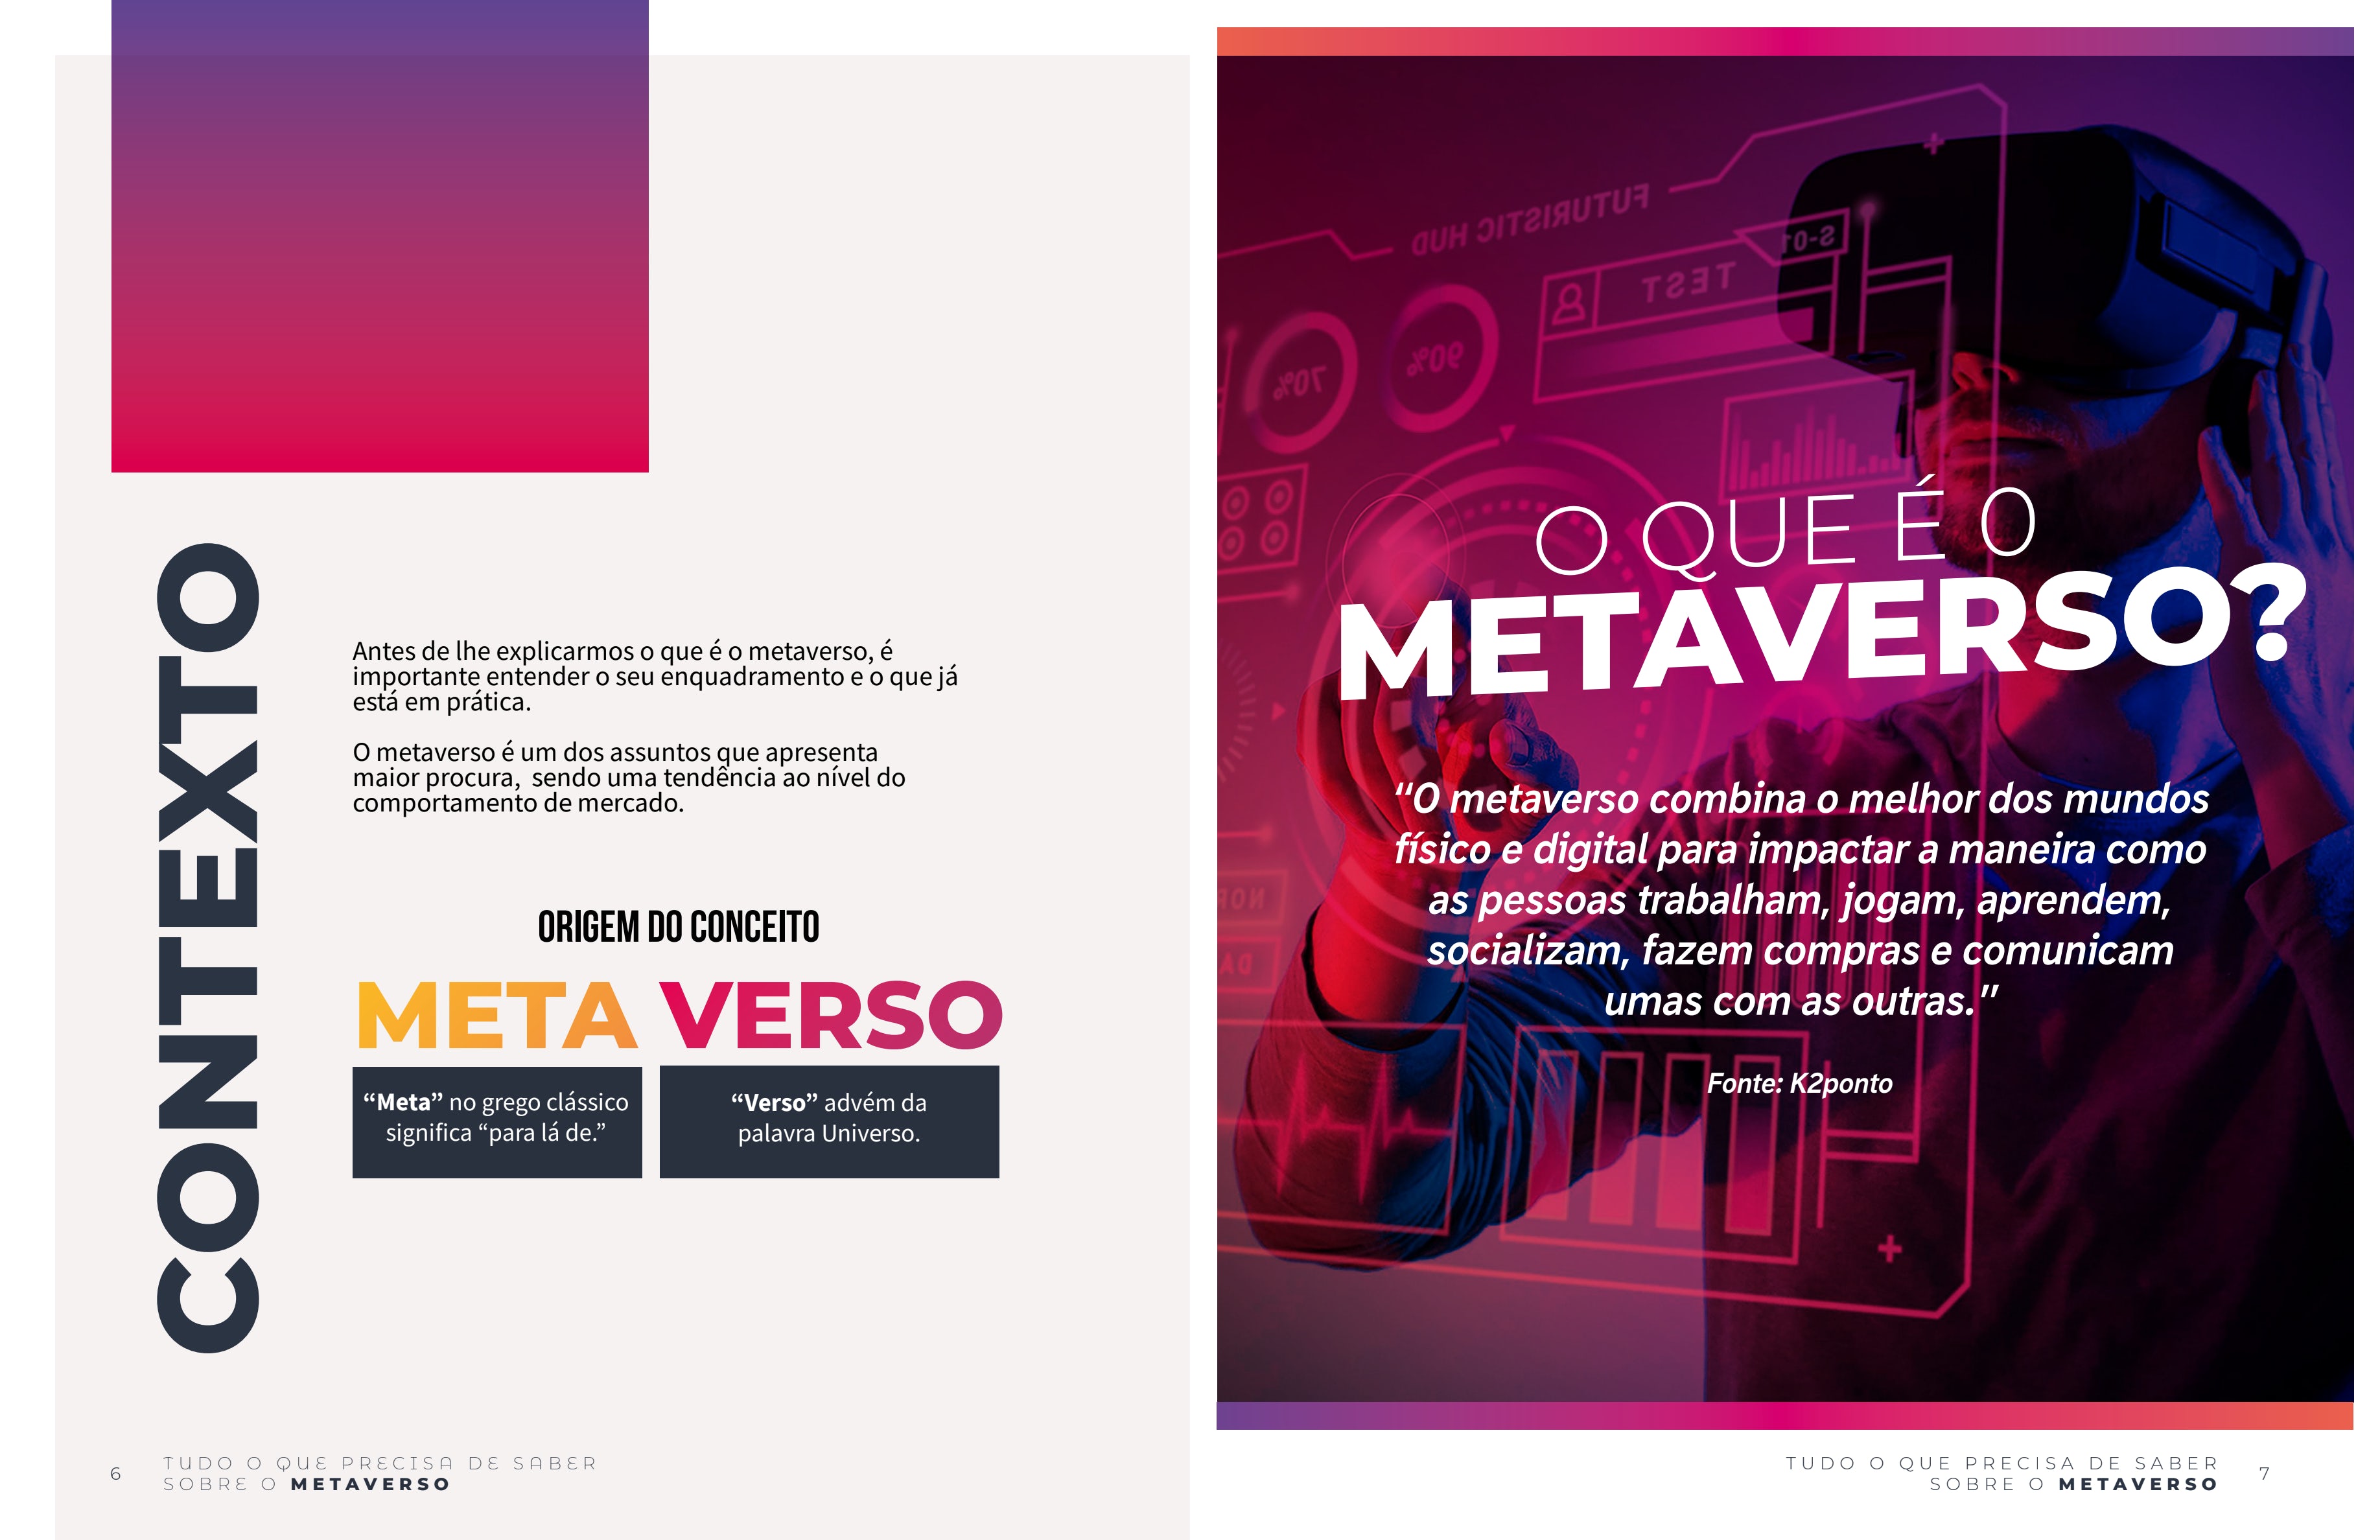 CONTEXTO
Antes de lhe explicarmos o que é o metaverso, é
importante entender o seu enquadramento e o que já
está em prática.
O metaverso é um dos assuntos que apresenta
maior procura,  sendo uma tendência ao nível do
comportamento de mercado.
ORIGEM DO CONCEITO
META VERSO
“Meta” no grego clássico
significa “para lá de.”
“Verso” advém da
palavra Universo.
6
TUDO O QUE PRECISA DE SABER
SOBRE O METAVERSO
FUTURISTIC HUD
S-01
TEST
90%
70%
O QUE É O
METAVERSO?
“O metaverso combina o melhor dos mundos
físico e digital para impactar a maneira como
as pessoas trabalham, jogam, aprendem,
socializam, fazem compras e comunicam
umas com as outras.”
Fonte: K2ponto
TUDO O QUE PRECISA DE SABER
SOBRE O METAVERSO
7